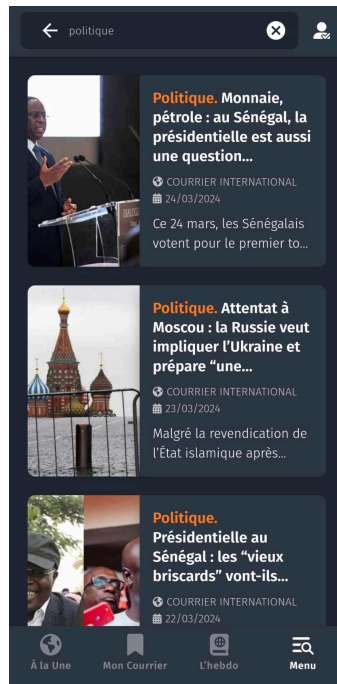 politique
Politique. Monnaie,
pétrole : au Sénégal, la
présidentielle est aussi
une question...
COURRIER INTERNATIONAL
24/03/2024
Ce 24 mars, les Sénégalais
votent pour le premier to...
Politique. Attentat à
Moscou : la Russie veut
impliquer l’Ukraine et
prépare “une...
COURRIER INTERNATIONAL
23/03/2024
Malgré la revendication de
l’État islamique après...
Politique.
Présidentielle au
Sénégal : les “vieux
briscards” vont-ils...
COURRIER INTERNATIONAL
22/03/2024
À la Une
Mon Courrier
L’hebdo
Menu